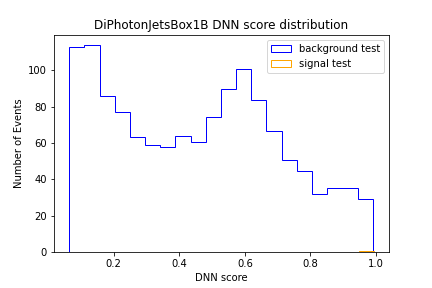 DiPhotonJetsBox1B DNN score distribution
background test
signal test
Number of Events
100
80
60
40
20
0
0.2 0.4 0.6 0.8 1.0
DNN score